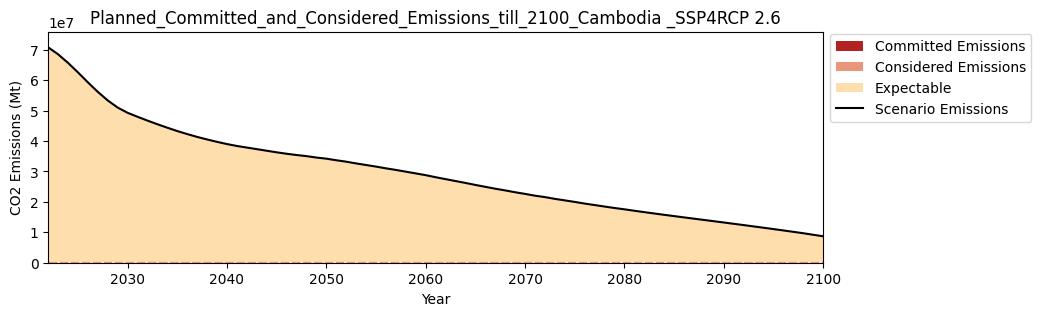 Planned_Committed_and_Considered_Emissions_till_2100_Cambodia _SSP4RCP 2.6
1e7
7
6
5
4
3
2
1
0
CO2 Emissions (Mt)
2030 2040 2050 2060 2070 2080 2090 2100
Year
Committed Emissions
Considered Emissions
Expectable
Scenario Emissions